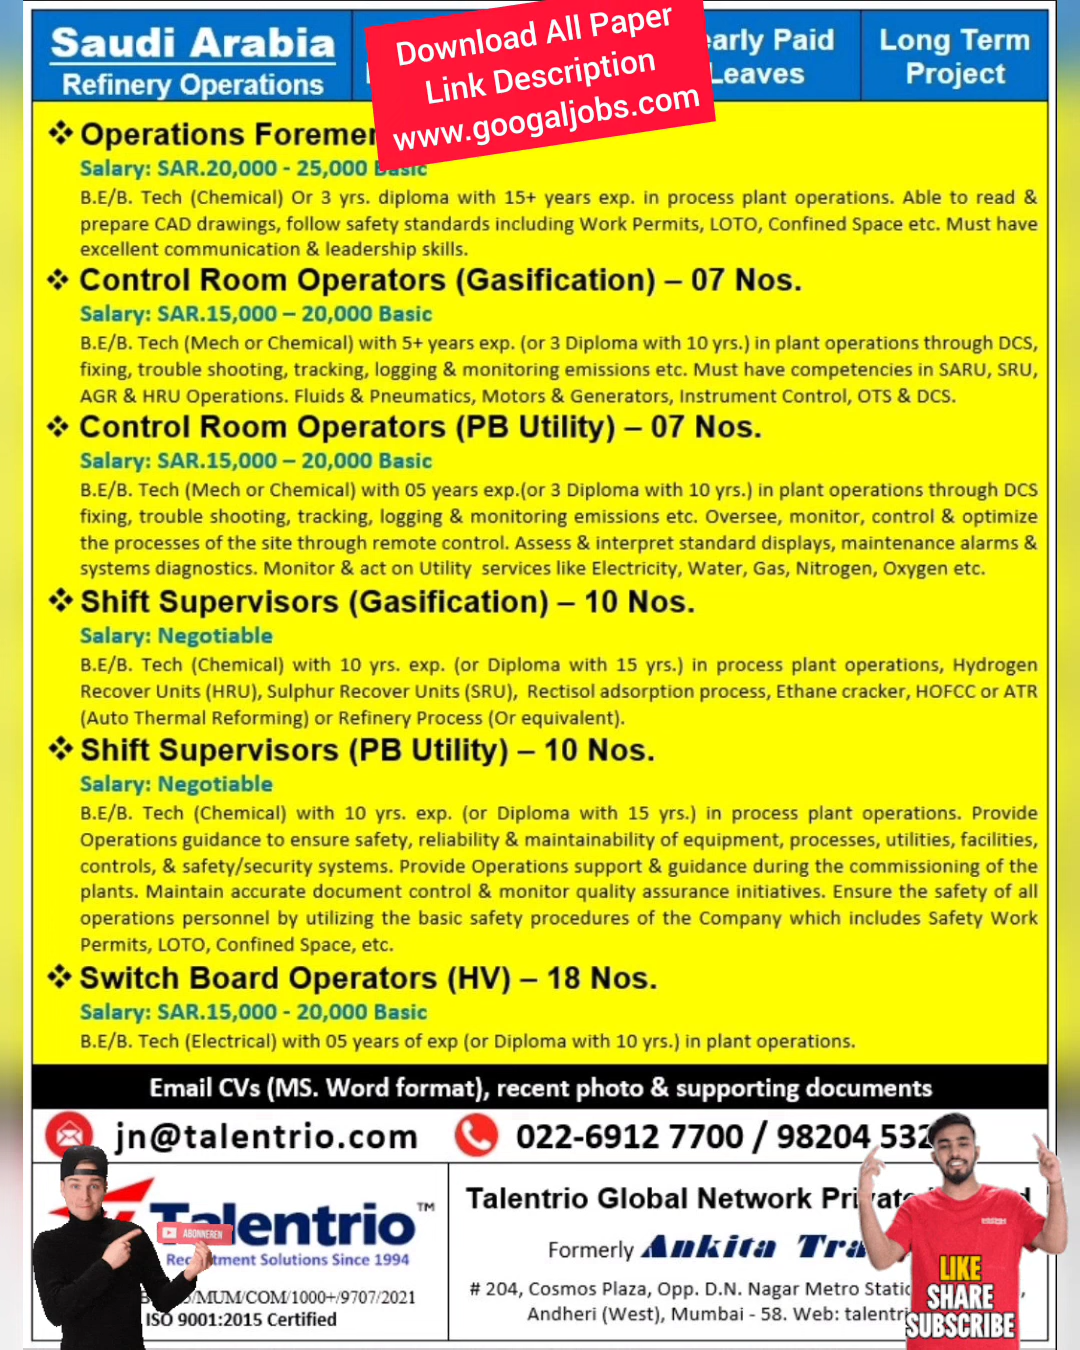 Saudi Arabia
Refinery Operations
Download All Paper
Link Description
www.googaljobs.com
Paid
Leaves
Long Term
Project
❖ Operations
Salary: SAR.20,000 - 25,000 Basic
B.E/B. Tech (Chemical) Or 3 yrs. diploma with 15+ years exp. in process plant operations. Able to read &
prepare CAD drawings, follow safety standards including Work Permits, LOTO, Confined Space etc. Must have
excellent communication & leadership skills.
❖ Control Room Operators (Gasification) – 07 Nos.
Salary: SAR.15,000 – 20,000 Basic
B.E/B. Tech (Mech or Chemical) with 5+ years exp. (or 3 Diploma with 10 yrs.) in plant operations through DCS,
fixing, trouble shooting, tracking, logging & monitoring emissions etc. Must have competencies in SARU, SRU,
AGR & HRU Operations. Fluids & Pneumatics, Motors & Generators, Instrument Control, OTS & DCS.
❖ Control Room Operators (PB Utility) – 07 Nos.
Salary: SAR.15,000 – 20,000 Basic
B.E/B. Tech (Mech or Chemical) with 05 years exp.(or 3 Diploma with 10 yrs.) in plant operations through DCS
fixing, trouble shooting, tracking, logging & monitoring emissions etc. Oversee, monitor, control & optimize
the processes of the site through remote control. Assess & interpret standard displays, maintenance alarms &
systems diagnostics. Monitor & act on Utility services like Electricity, Water, Gas, Nitrogen, Oxygen etc.
❖ Shift Supervisors (Gasification) – 10 Nos.
Salary: Negotiable
B.E/B. Tech (Chemical) with 10 yrs. exp. (or Diploma with 15 yrs.) in process plant operations, Hydrogen
Recover Units (HRU), Sulphur Recover Units (SRU), Rectisol adsorption process, Ethane cracker, HOFCC or ATR
(Auto Thermal Reforming) or Refinery Process (Or equivalent).
❖ Shift Supervisors (PB Utility) – 10 Nos.
Salary: Negotiable
B.E/B. Tech (Chemical) with 10 yrs. exp. (or Diploma with 15 yrs.) in process plant operations. Provide
Operations guidance to ensure safety, reliability & maintainability of equipment, processes, utilities, facilities,
controls, & safety/security systems. Provide Operations support & guidance during the commissioning of the
plants. Maintain accurate document control & monitor quality assurance initiatives. Ensure the safety of all
operations personnel by utilizing the basic safety procedures of the Company which includes Safety Work
Permits, LOTO, Confined Space, etc.
❖ Switch Board Operators (HV) – 18 Nos.
Salary: SAR.15,000 - 20,000 Basic
B.E/B. Tech (Electrical) with 05 years of exp (or Diploma with 10 yrs.) in plant operations.
Email CVs (MS. Word format), recent photo & supporting documents
jn@talentrio.com
022-6912 7700 / 98204 532
Talentrio™
ABONNEREN
Recruitment Solutions Since 1994
/MUM/COM/1000+/9707/2021
ISO 9001:2015 Certified
Talentrio Global Network
Formerly Ankita
# 204, Cosmos Plaza, Opp. D.N. Nagar Metro
Andheri (West), Mumbai - 58. Web:
LIKE
SHARE
SUBSCRIBE